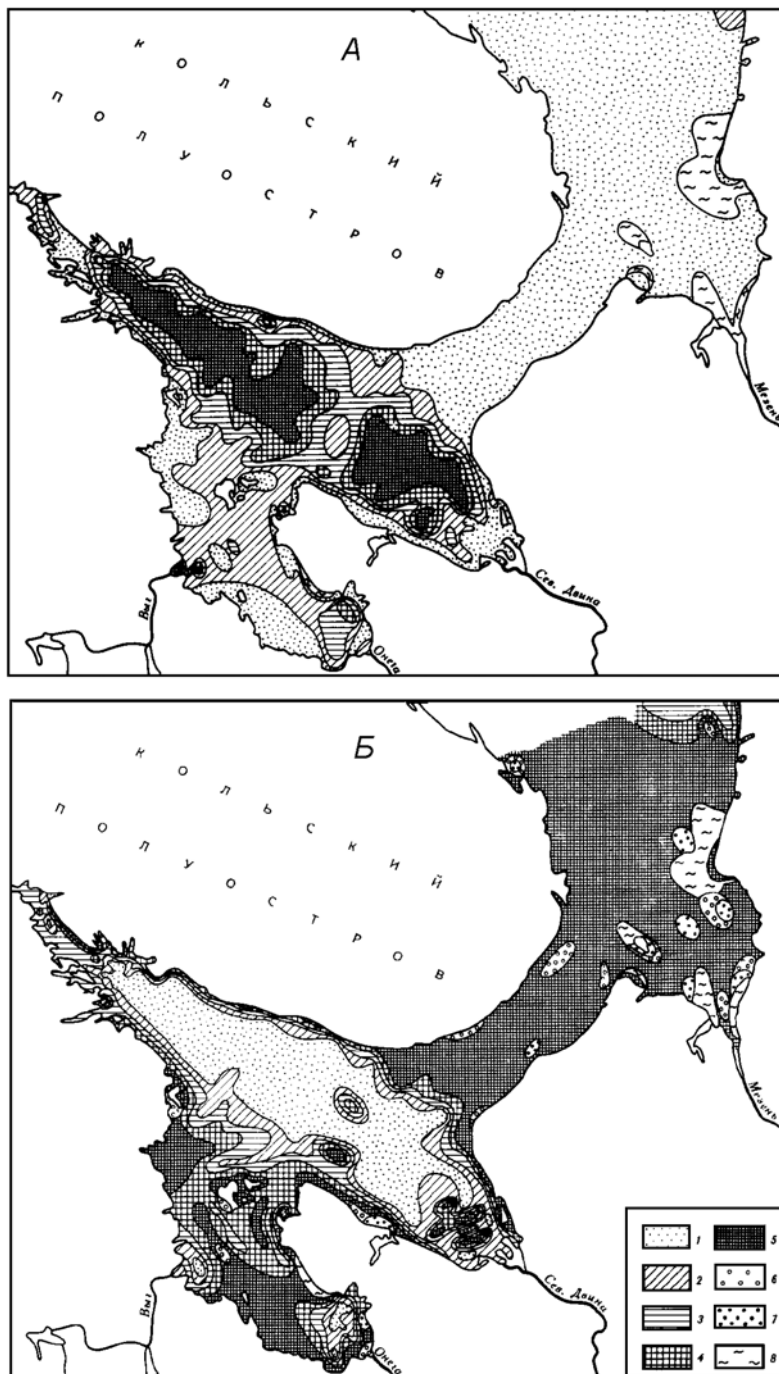 А
КОЛЬСКИЙ
ПОЛУОСТРОВ
Мезень
Сев. Двина
Выг
Онега
Б
КОЛЬСКИЙ
ПОЛУОСТРОВ
Мезень
Сев. Двина
Выг
Онега
1 5
2 6
3 7
4 8